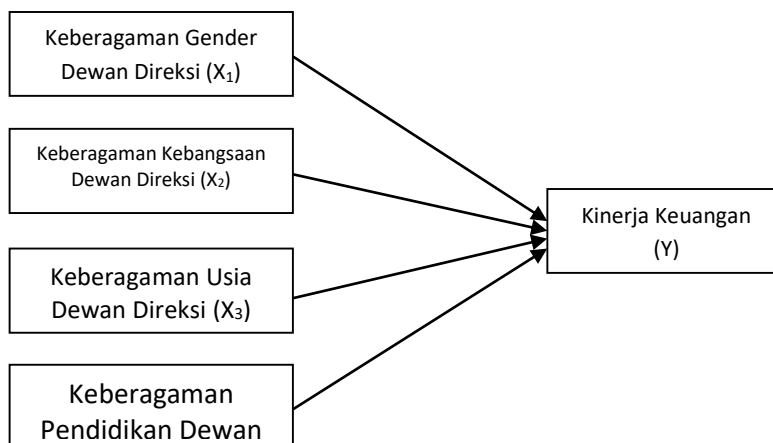 Keberagaman Gender
Dewan Direksi (X₁)
Keberagaman Kebangsaan
Dewan Direksi (X₂)
Keberagaman Usia
Dewan Direksi (X₃)
Keberagaman
Pendidikan Dewan
Kinerja Keuangan
(Y)